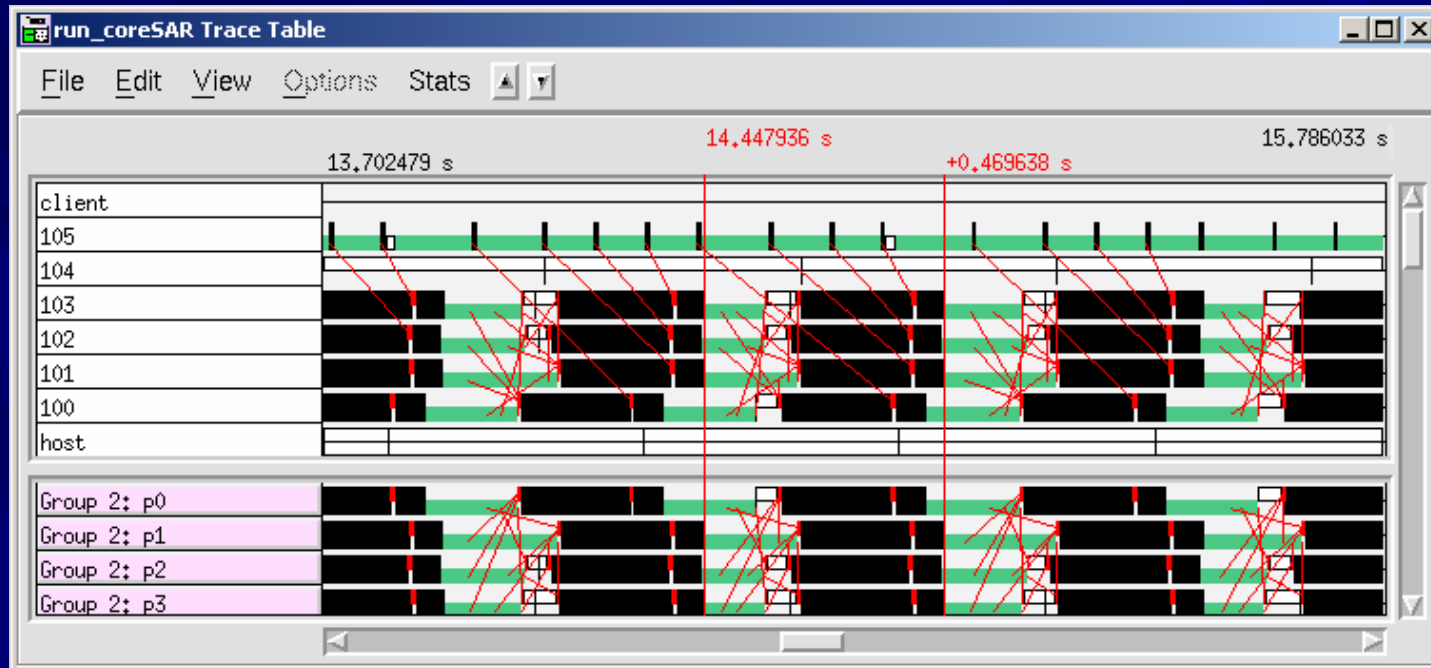 run_coreSAR Trace Table
File Edit View Options Stats
14.447936 s
15.786033 s
13.702479 s
+0.469638 s
client
105
104
103
102
101
100
host
Group 2: p0
Group 2: p1
Group 2: p2
Group 2: p3